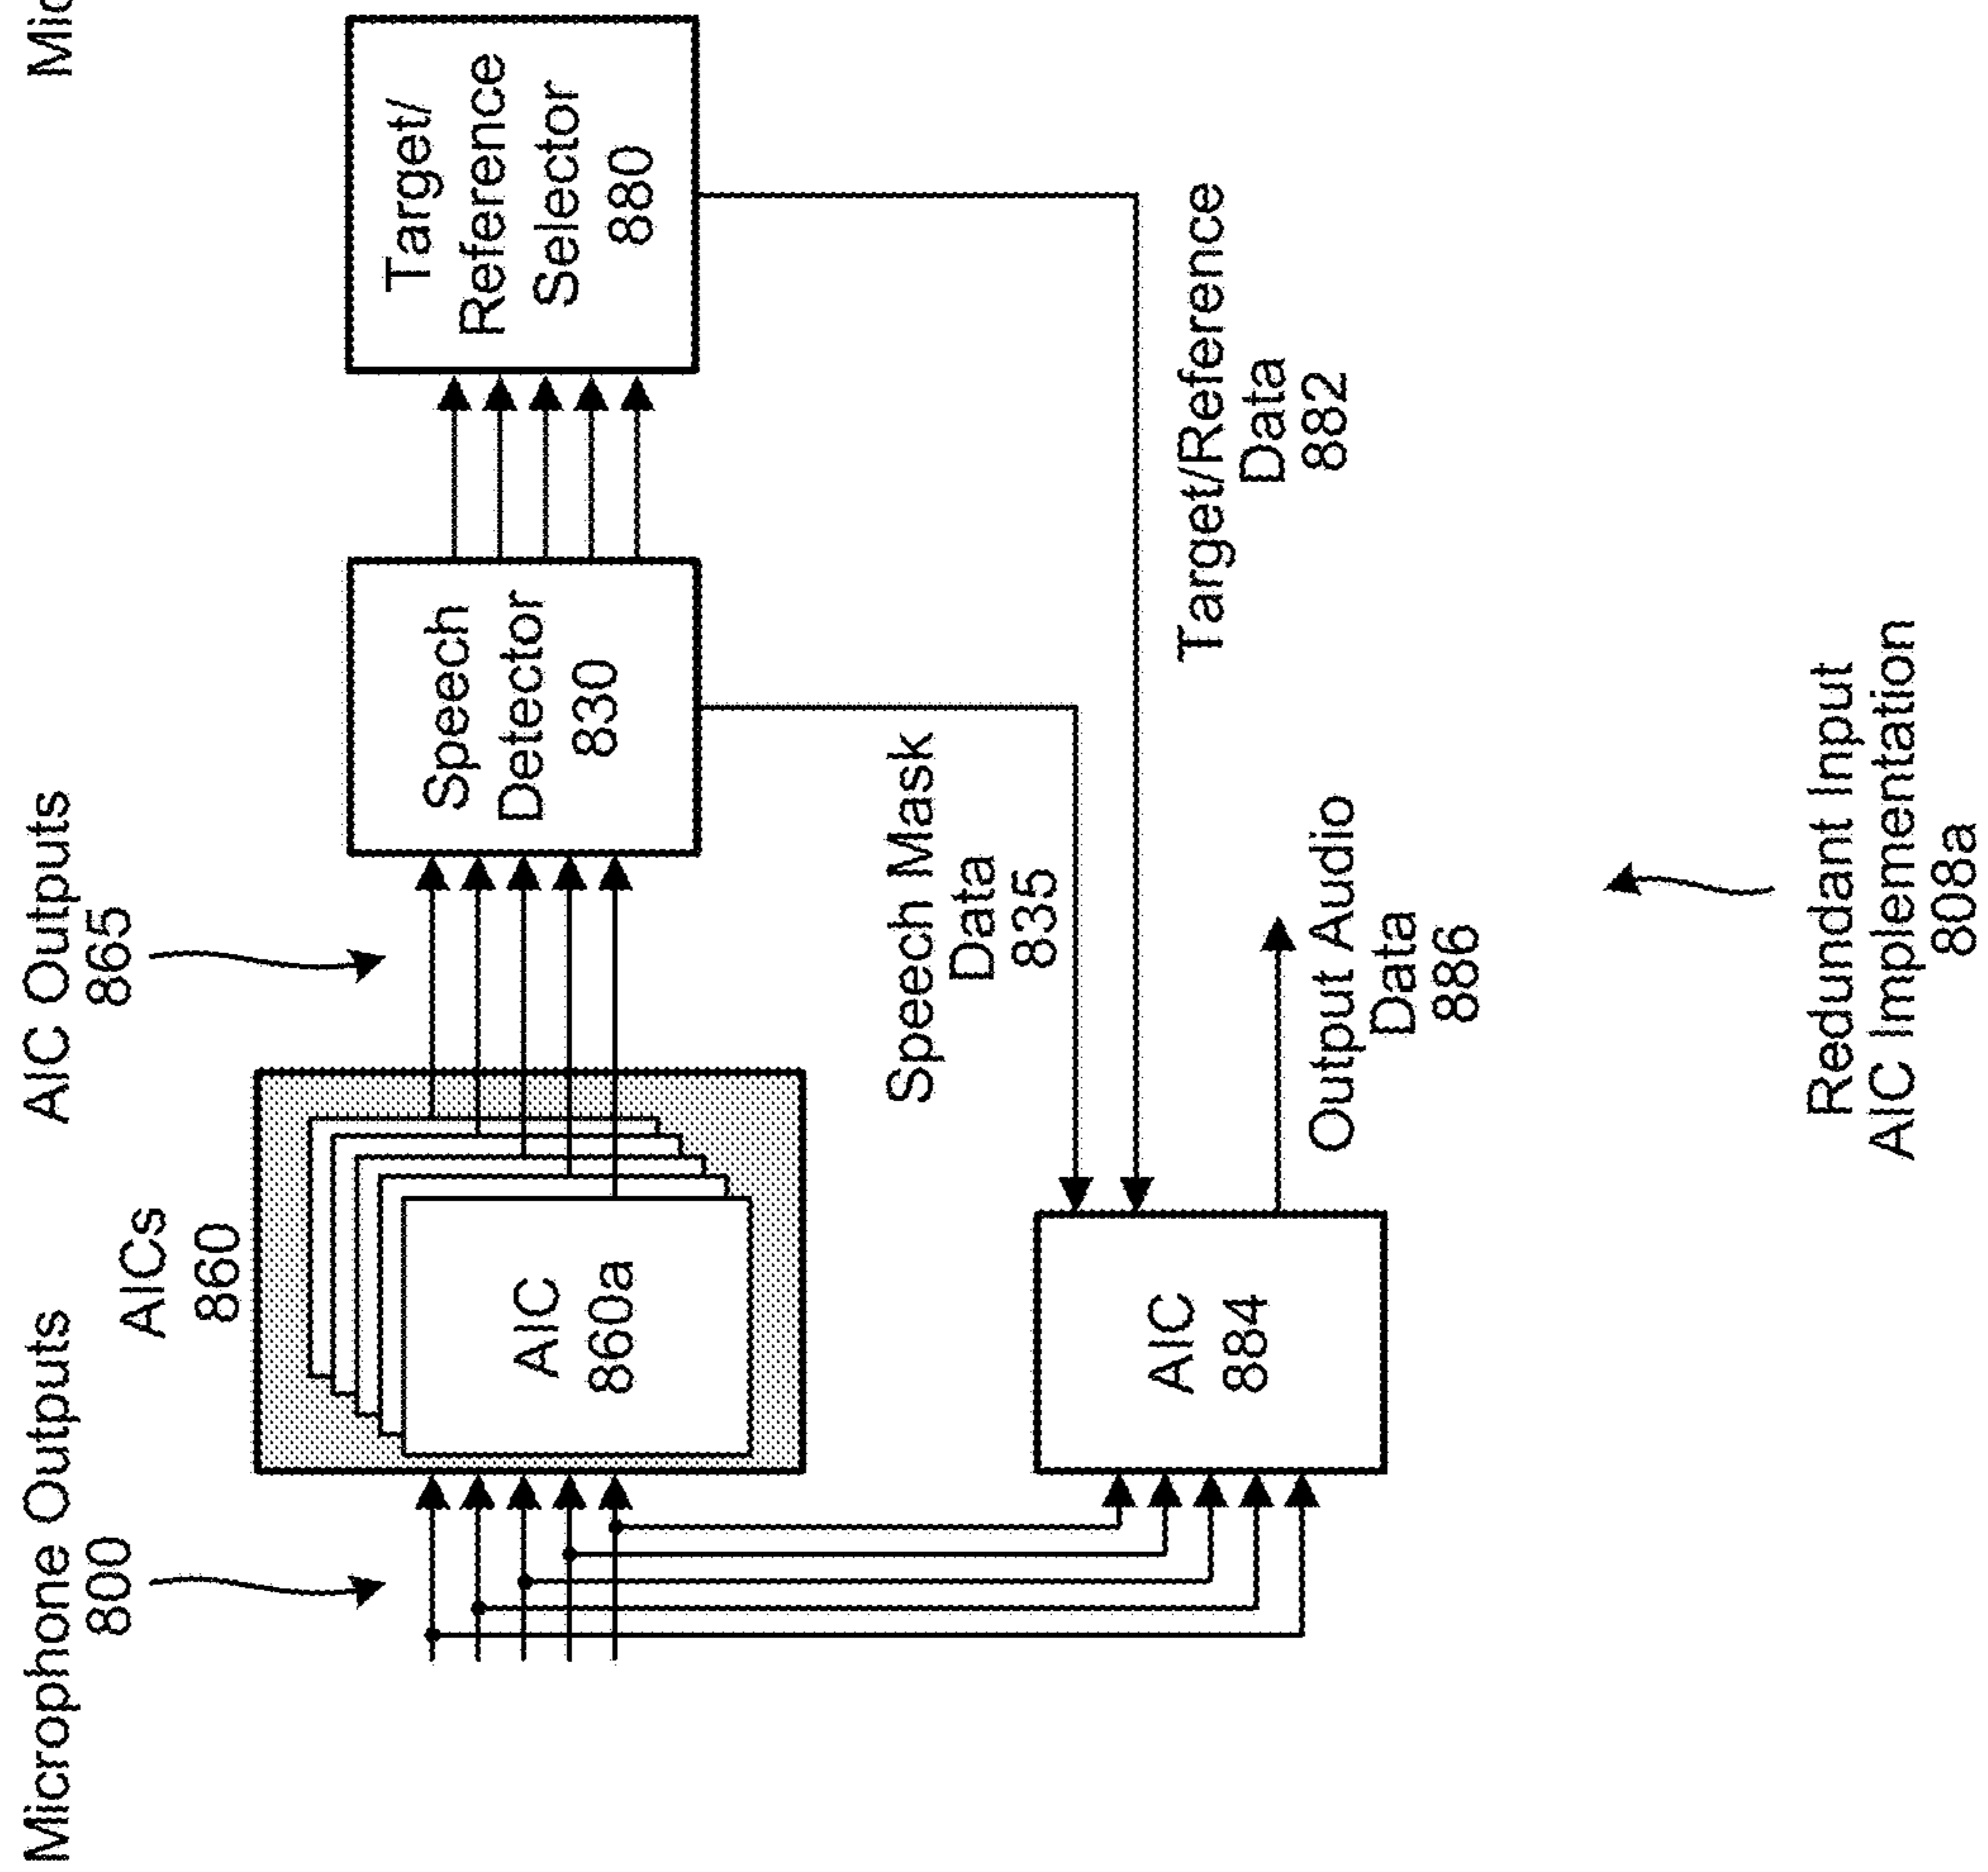 Microphone Outputs
800
AICs
860
AIC Outputs
865
Mic
AIC
860a
Speech
Detector
830
Target/
Reference
Selector
880
Speech Mask
Data
835
Target/Reference
Data
882
AIC
884
Output Audio
Data
886
Redundant Input
AIC Implementation
808a